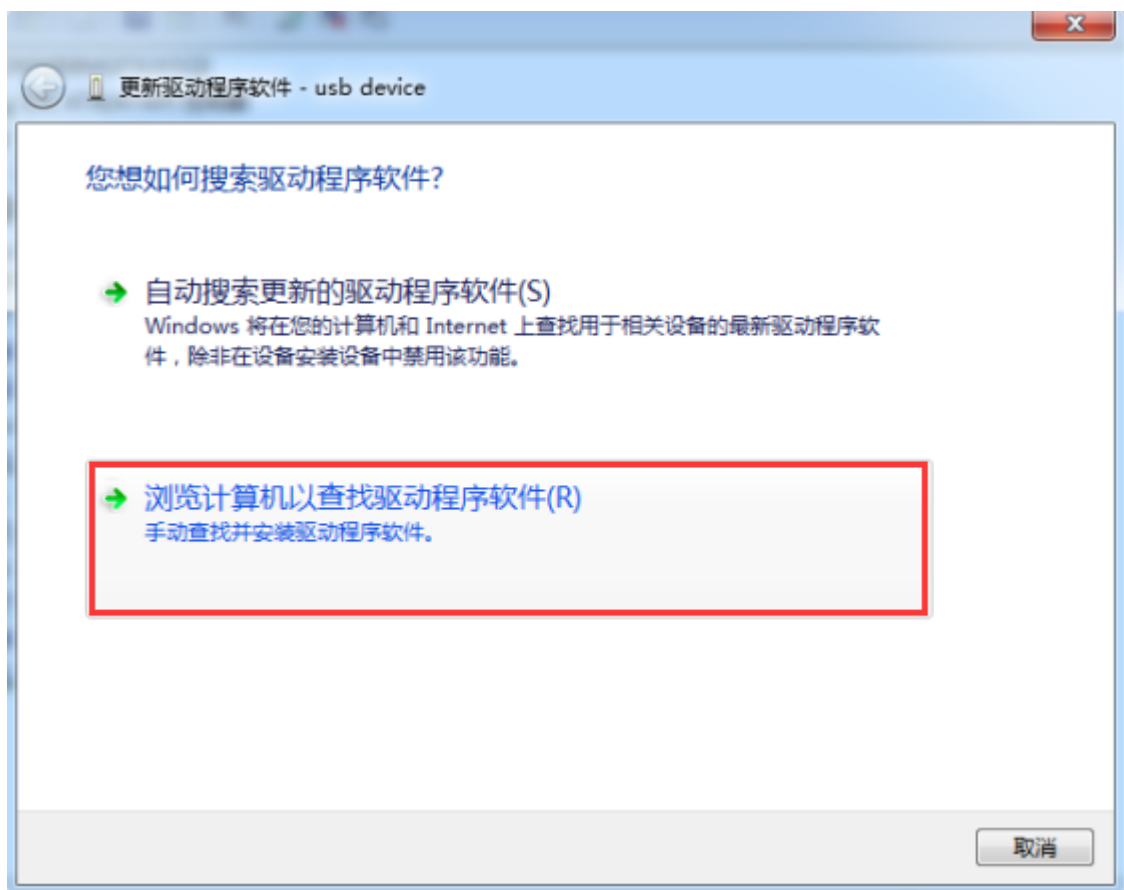 更新驱动程序软件 - usb device
您想如何搜索驱动程序软件?
自动搜索更新的驱动程序软件(S)
Windows 将在您的计算机和 Internet 上查找用于相关设备的最新驱动程序软
件，除非在设备安装设备中禁用该功能。
浏览计算机以查找驱动程序软件(R)
手动查找并安装驱动程序软件。
取消